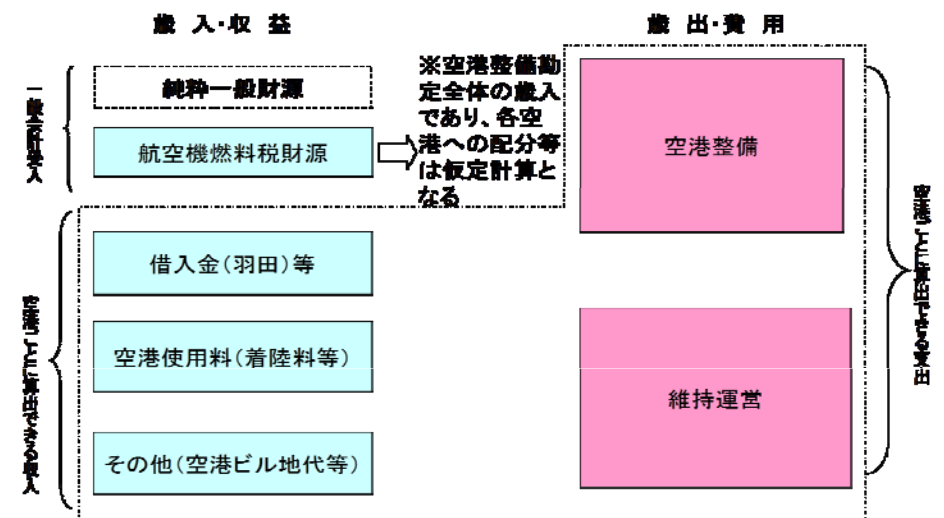 歳入・収益
歳出・費用
一般会計受入
純粋一般財源
航空機燃料税財源
※空港整備勘
定全体の歳入
であり、各空
港への配分等
は仮定計算と
なる
空港整備
空港ごとに算出できる収入
借入金(羽田)等
空港使用料(着陸料等)
その他(空港ビル地代等)
維持運営
空港ごとに算出できる支出